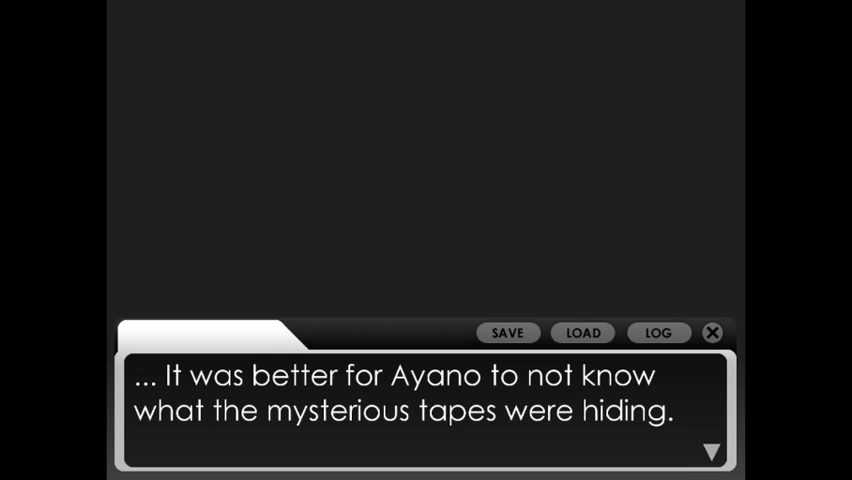 SAVE LOAD LOG
... It was better for Ayano to not know
what the mysterious tapes were hiding.